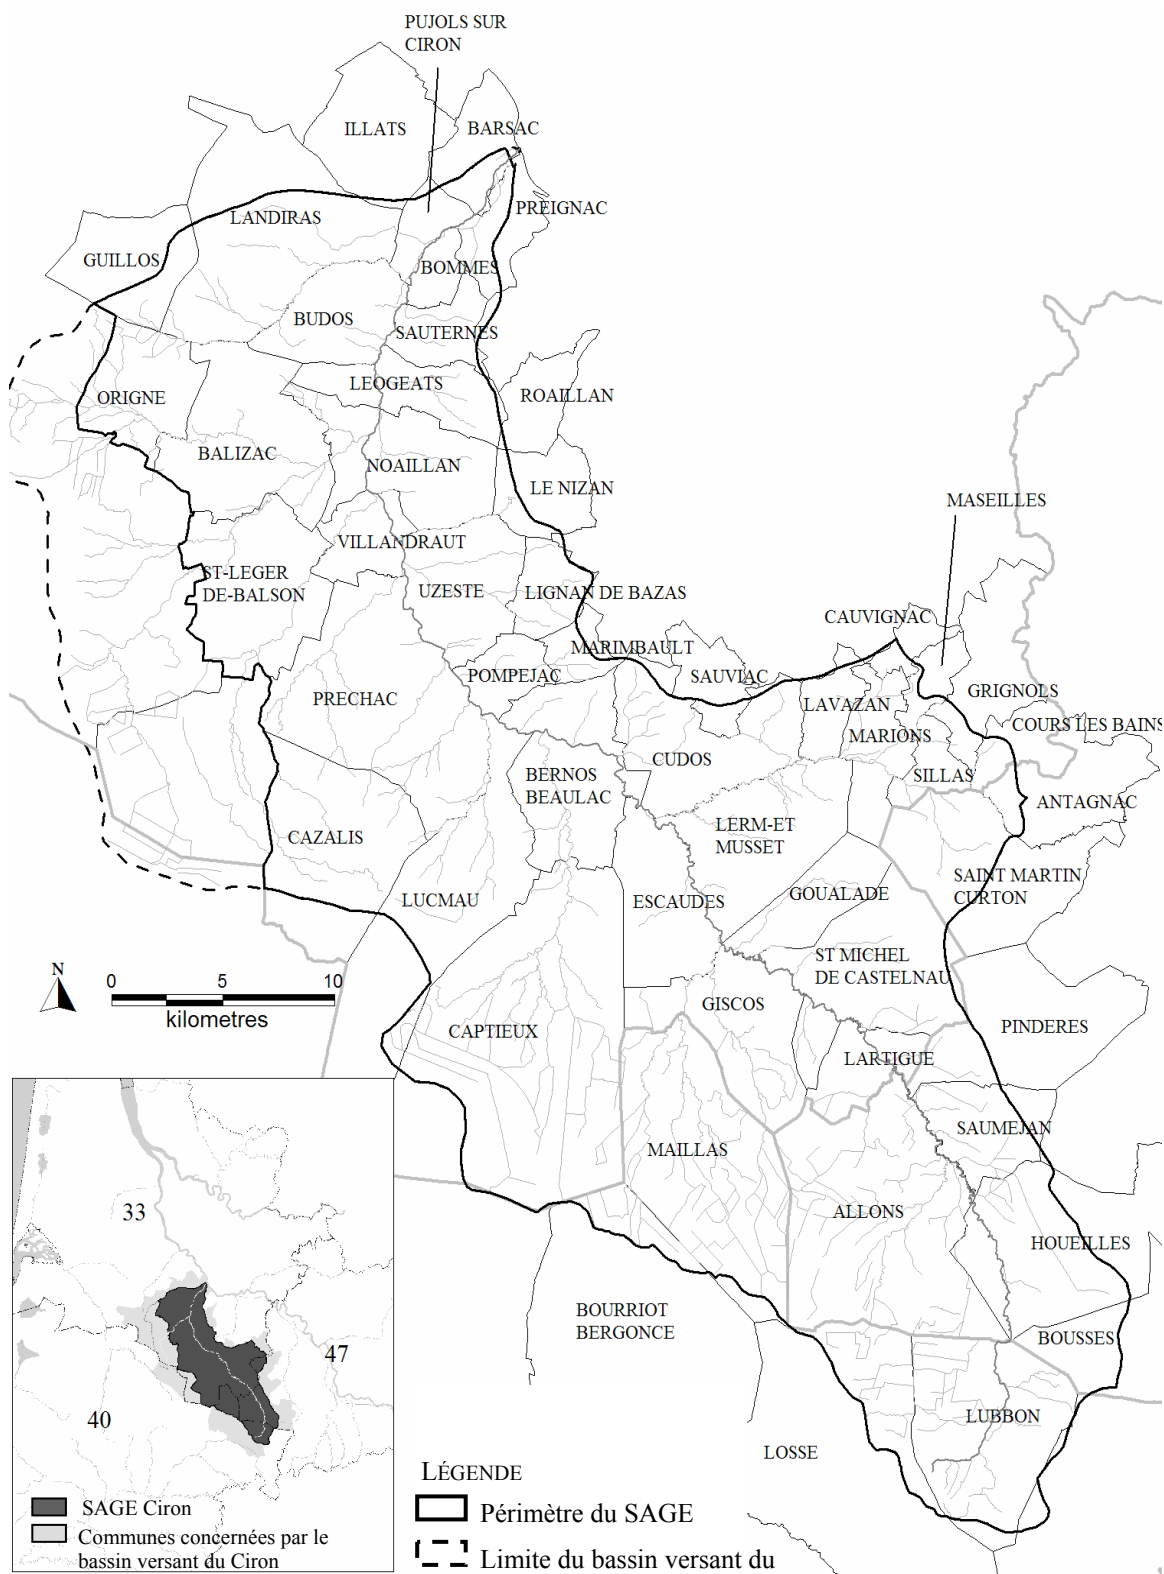 PUJOLS SUR
CIRON
ILLATS
BARSAC
LANDIRAS
PREIGNAC
GUILLOS
BOMMES
BUDOS
SAUTERNES
LEOGEATS
ORIGNE
ROAILLAN
BALIZAC
NOAILLAN
LE NIZAN
MASEILLES
VILLANDRAUT
ST-LEGER
DE-BALSON
UZESTE
LIGNAN DE BAZAS
CAUVIGNAC
MARIMBAULT
POMPEJAC
SAUVIAC
PRECHAC
LAVAZAN
GRIGNOLS
COURS LES BAINS
MARIONS
CUDOS
BERNOS
BEAULAC
SILLAS
ANTAGNAC
CAZALIS
LERM-ET
MUSSET
SAINT MARTIN
CURTON
LUCMAU
ESCAUDES
GOUALADE
ST MICHEL
DE CASTELNAU
N
0 5 10
kilometres
GISCOS
CAPTIEUX
PINDERES
LARTIGUE
SAUMEJAN
MAILLAS
ALLONS
HOUEILLES
BOURRIOT
BERGONCE
BOUSSES
LUBBON
LOSSE
33
47
40
SAGE Ciron
Communes concernées par le
bassin versant du Ciron
LÉGENDE
Périmètre du SAGE
Limite du bassin versant du